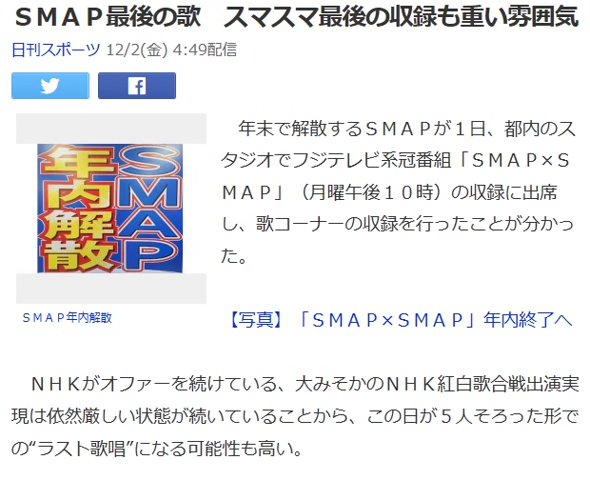 ＳＭＡＰ最後の歌　スマスマ最後の収録も重い雰囲気
日刊スポーツ 12/2(金) 4:49配信
ＳＭＡＰ
年内解散
ＳＭＡＰ年内解散
　年末で解散するＳＭＡＰが１日、都内のス
タジオでフジテレビ系冠番組「ＳＭＡＰ×Ｓ
ＭＡＰ」（月曜午後１０時）の収録に出席
し、歌コーナーの収録を行ったことが分かっ
た。
【写真】「ＳＭＡＰ×ＳＭＡＰ」年内終了へ
　ＮＨＫがオファーを続けている、大みそかのＮＨＫ紅白歌合戦出演実
現は依然厳しい状態が続いていることから、この日が５人そろった形で
の“ラスト歌唱”になる可能性も高い。